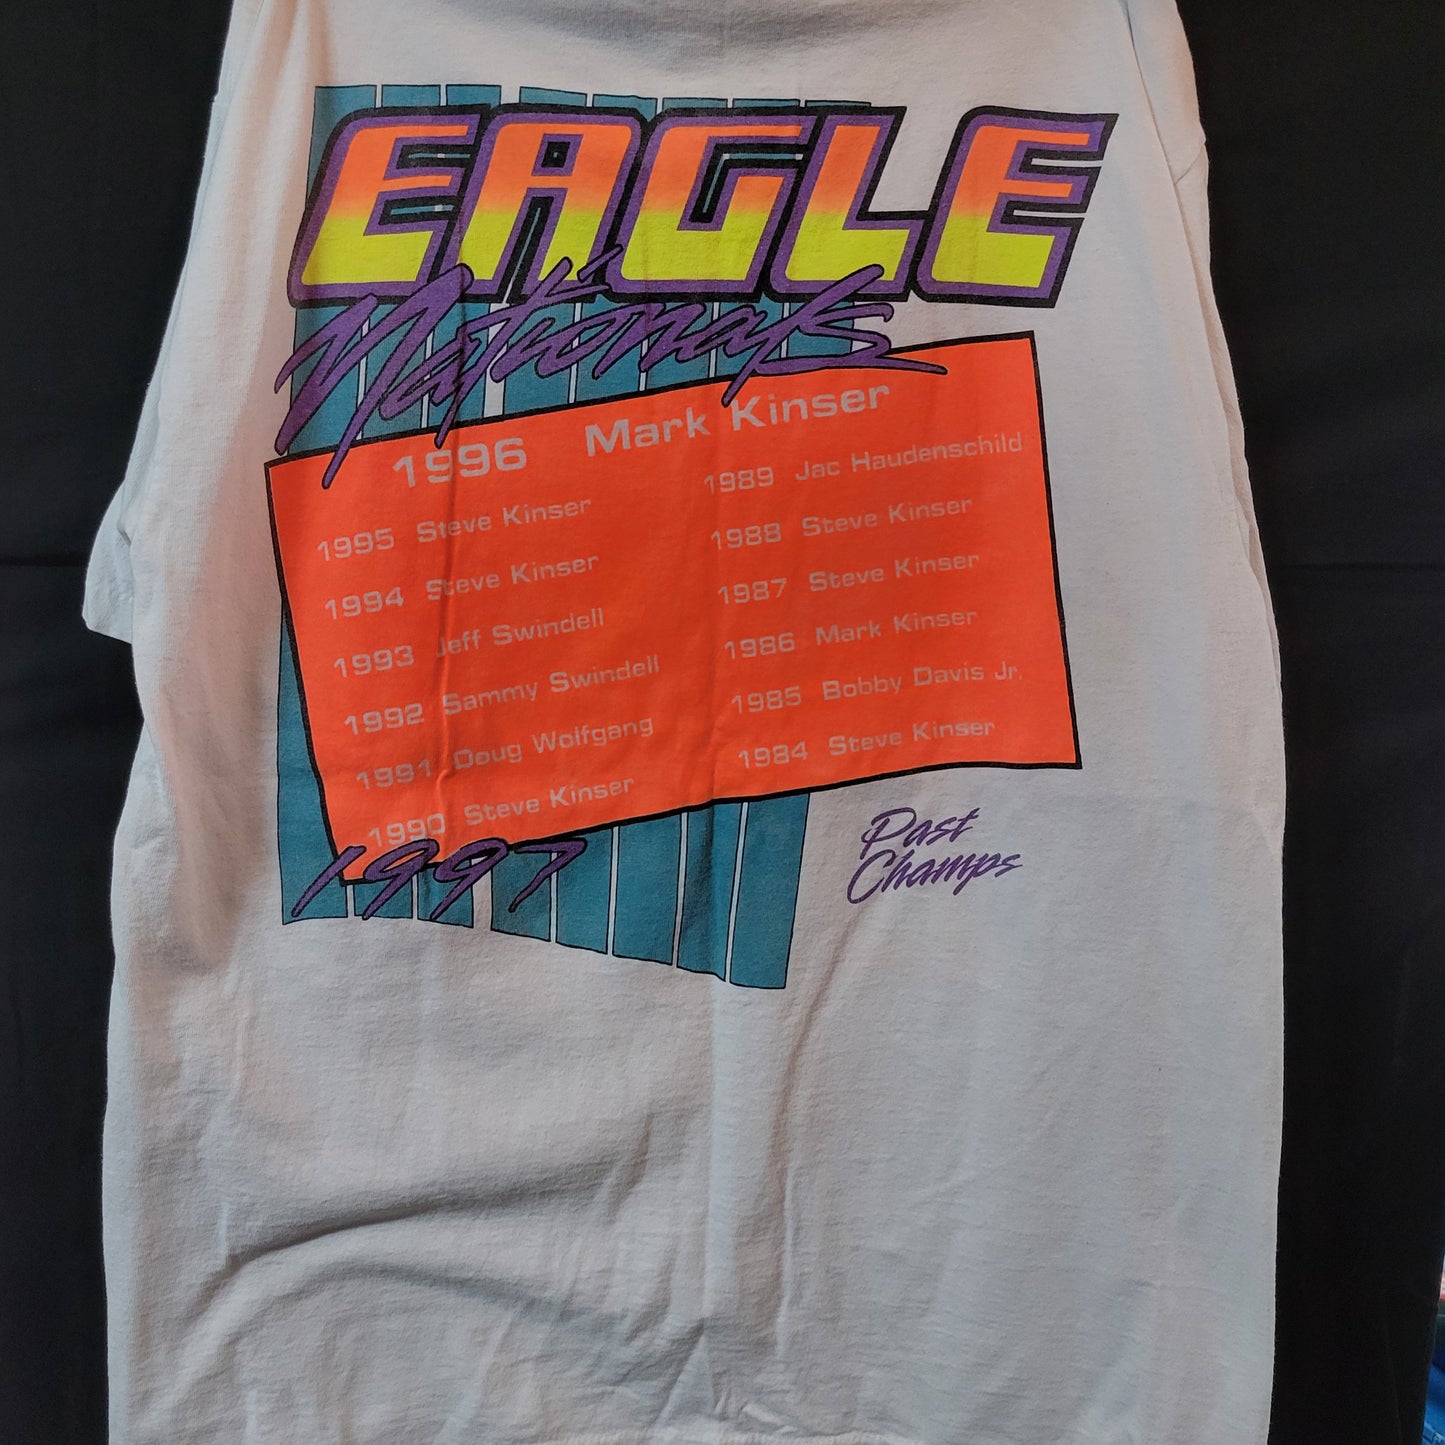 EAGLE
Nationals
1996 Mark Kinser
1995 Steve Kinser
1994 Steve Kinser
1993 Jeff Swindell
1992 Sammy Swindell
1991 Doug Wolfgang
1990 Steve Kinser
1989 Jac Haudenschild
1988 Steve Kinser
1987 Steve Kinser
1986 Mark Kinser
1985 Bobby Davis Jr.
1984 Steve Kinser
1997
Past
Champs